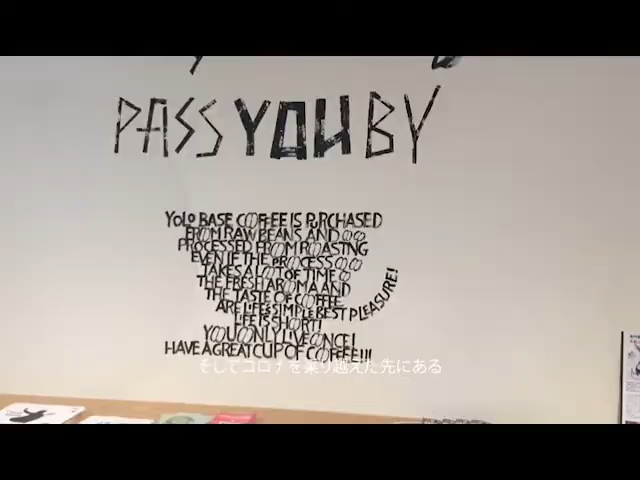 PASS YOU BY
YOLO BASE COFFEE IS PURCHASED
FROM RAW BEANS AND
PROCESSED FROM ROASTNG
EVEN IF THE PROCESS
TAKES A LOT OF TIME
THE FRESH AROMA AND
THE TASTE OF COFFEE
ARE LIFE'S SIMPLE BEST PLEASURE!
LIFE IS SHORT!
YOU ONLY LIVE ONCE!
HAVE A GREAT CUP OF COFFEE!!!
そしてコロナを乗り越えた先にある